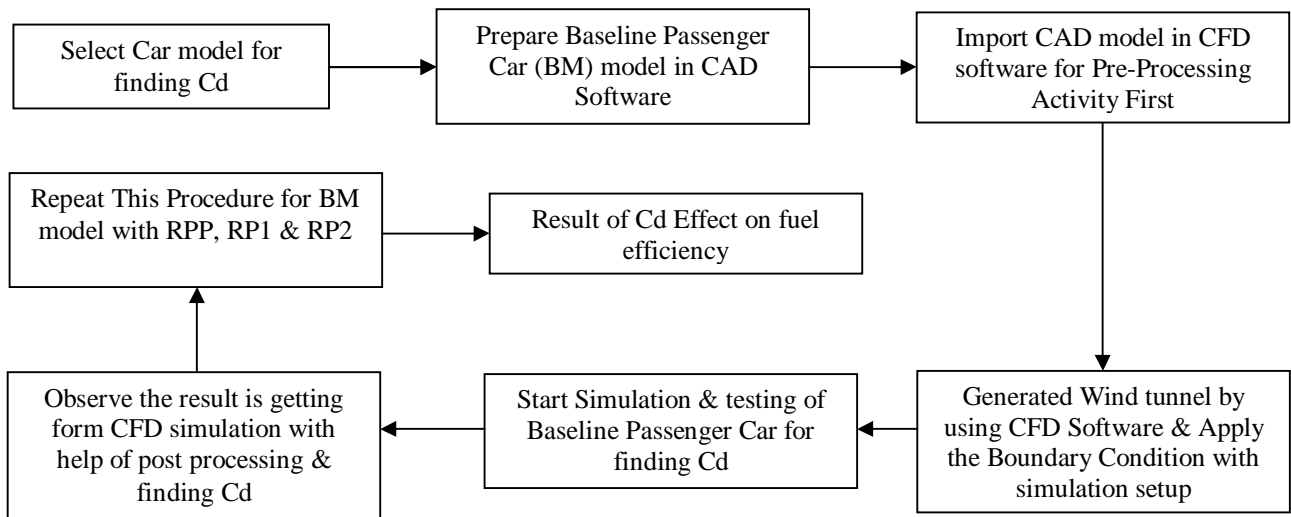 Select Car model for
finding Cd
Prepare Baseline Passenger
Car (BM) model in CAD
Software
Import CAD model in CFD
software for Pre-Processing
Activity First
Generated Wind tunnel by
using CFD Software & Apply
the Boundary Condition with
simulation setup
Start Simulation & testing of
Baseline Passenger Car for
finding Cd
Observe the result is getting
form CFD simulation with
help of post processing &
finding Cd
Repeat This Procedure for BM
model with RPP, RP1 & RP2
Result of Cd Effect on fuel
efficiency